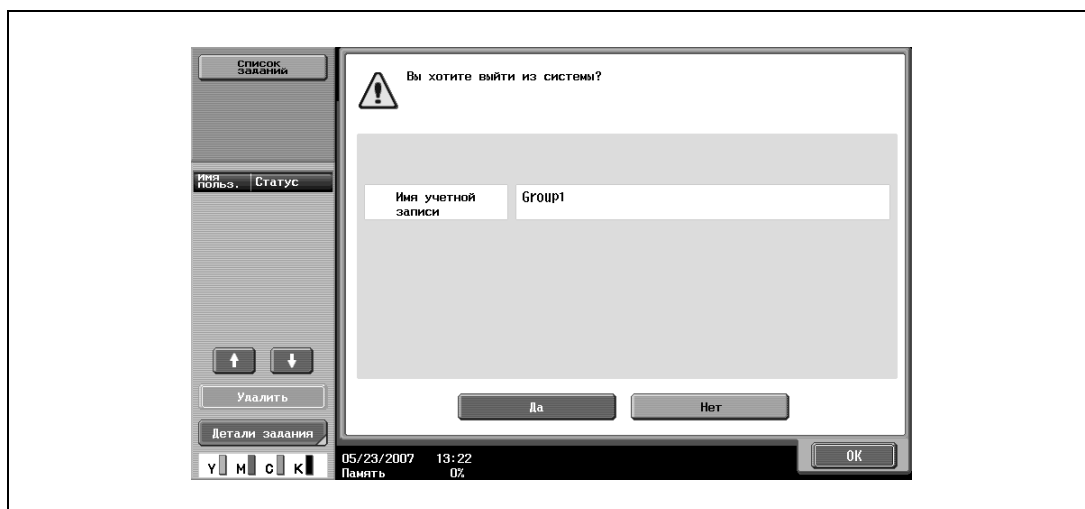 Список
заданий
Вы хотите выйти из системы?
Имя
польз.
Статус
Имя учетной
записи
Group1
Удалить
Да
Нет
Детали задания
Y M C K
05/23/2007 13:22
Память 0%
OK